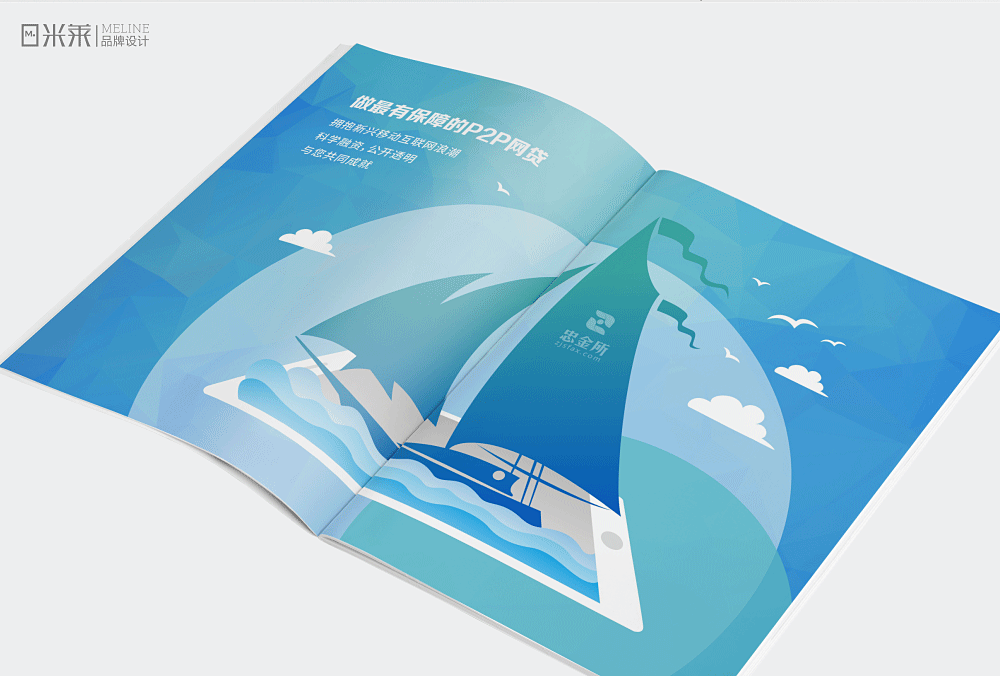 米莱
MELINE
品牌设计
做最有保障的P2P网贷
拥抱新兴移动互联网浪潮
科学融资,公开透明
与您共同成就
忠金所
zjsfax.com